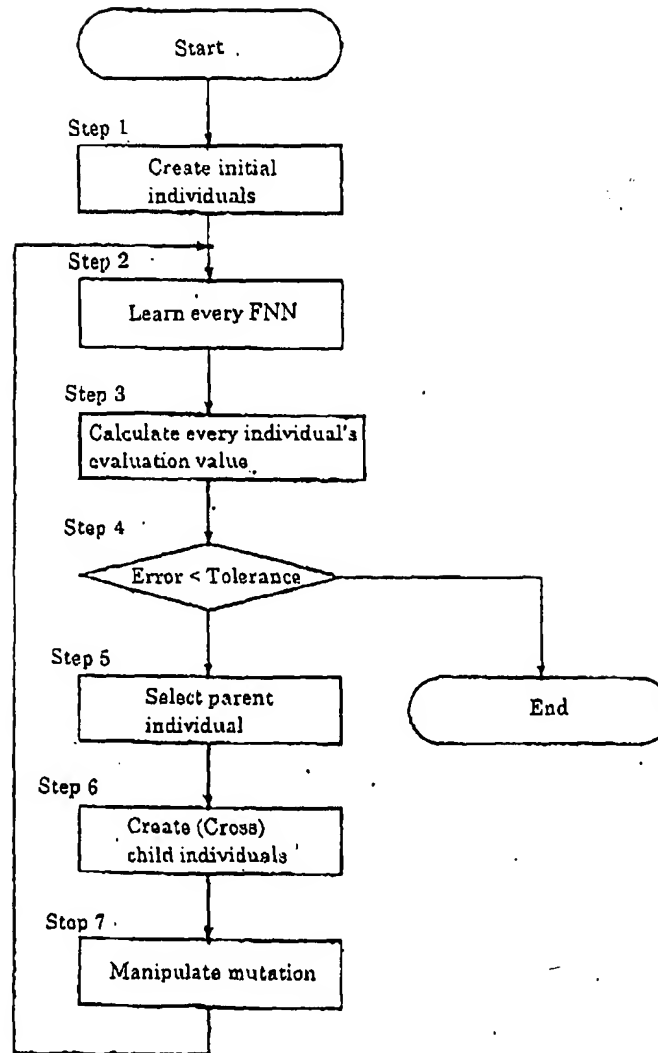 Start
Step 1
Create initial
individuals
Step 2
Learn every FNN
Step 3
Calculate every individual's
evaluation value
Step 4
Error < Tolerance
Step 5
Select parent
individual
End
Step 6
Create (Cross)
child individuals
Step 7
Manipulate mutation